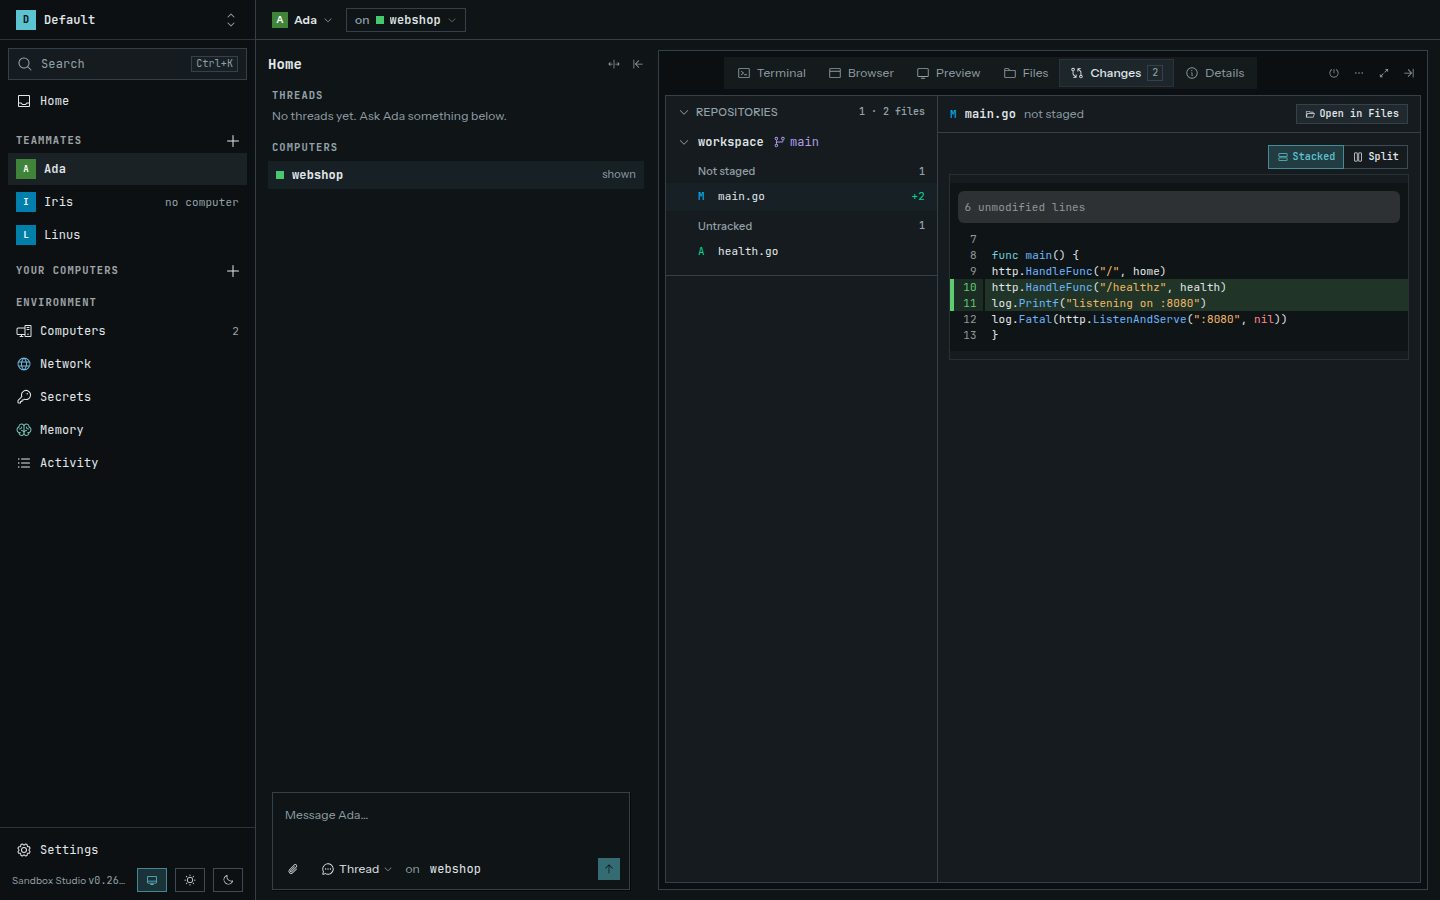 D Default
Search Ctrl+K
Home
TEAMMATES
A Ada
I Iris no computer
L Linus
YOUR COMPUTERS
ENVIRONMENT
Computers 2
Network
Secrets
Memory
Activity
Settings
Sandbox Studio v0.26…
A Ada on webshop
Home
THREADS
No threads yet. Ask Ada something below.
COMPUTERS
webshop shown
Message Ada…
Thread on webshop
Terminal Browser Preview Files Changes 2 Details
REPOSITORIES 1 · 2 files
workspace main
Not staged 1
M main.go +2
Untracked 1
A health.go
M main.go not staged Open in Files
Stacked Split
6 unmodified lines
7
8 func main() {
9 http.HandleFunc("/", home)
10 http.HandleFunc("/healthz", health)
11 log.Printf("listening on :8080")
12 log.Fatal(http.ListenAndServe(":8080", nil))
13 }